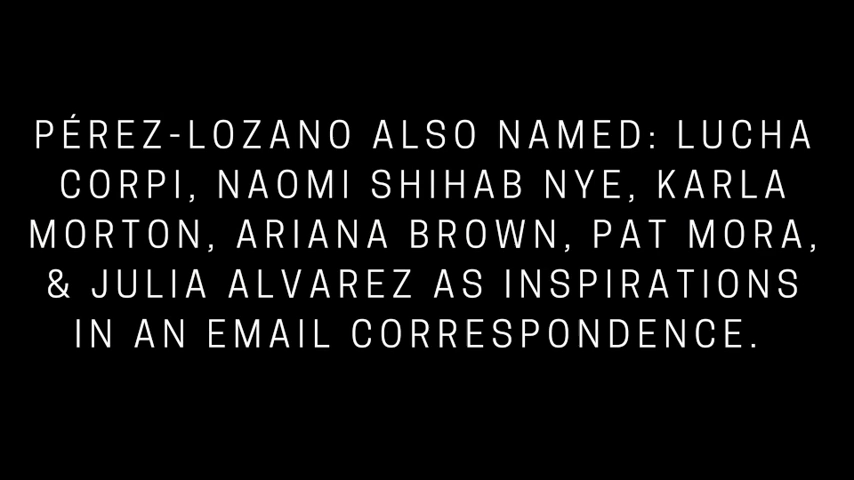 PÉREZ-LOZANO ALSO NAMED: LUCHA
CORPI, NAOMI SHIHAB NYE, KARLA
MORTON, ARIANA BROWN, PAT MORA,
& JULIA ALVAREZ AS INSPIRATIONS
IN AN EMAIL CORRESPONDENCE.